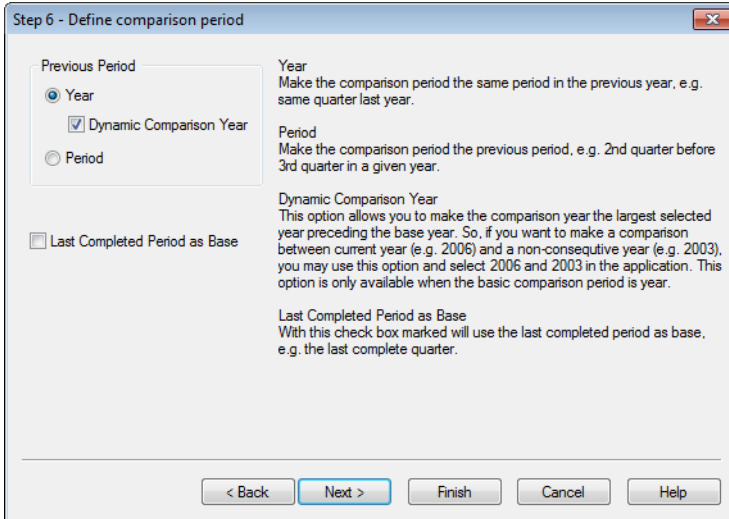 Step 6 - Define comparison period
Previous Period
Year
Dynamic Comparison Year
Period
Last Completed Period as Base
Year
Make the comparison period the same period in the previous year, e.g.
same quarter last year.
Period
Make the comparison period the previous period, e.g. 2nd quarter before
3rd quarter in a given year.
Dynamic Comparison Year
This option allows you to make the comparison year the largest selected
year preceding the base year. So, if you want to make a comparison
between current year (e.g. 2006) and a non-consequtive year (e.g. 2003),
you may use this option and select 2006 and 2003 in the application. This
option is only available when the basic comparison period is year.
Last Completed Period as Base
With this check box marked will use the last completed period as base,
e.g. the last complete quarter.
< Back
Next >
Finish
Cancel
Help